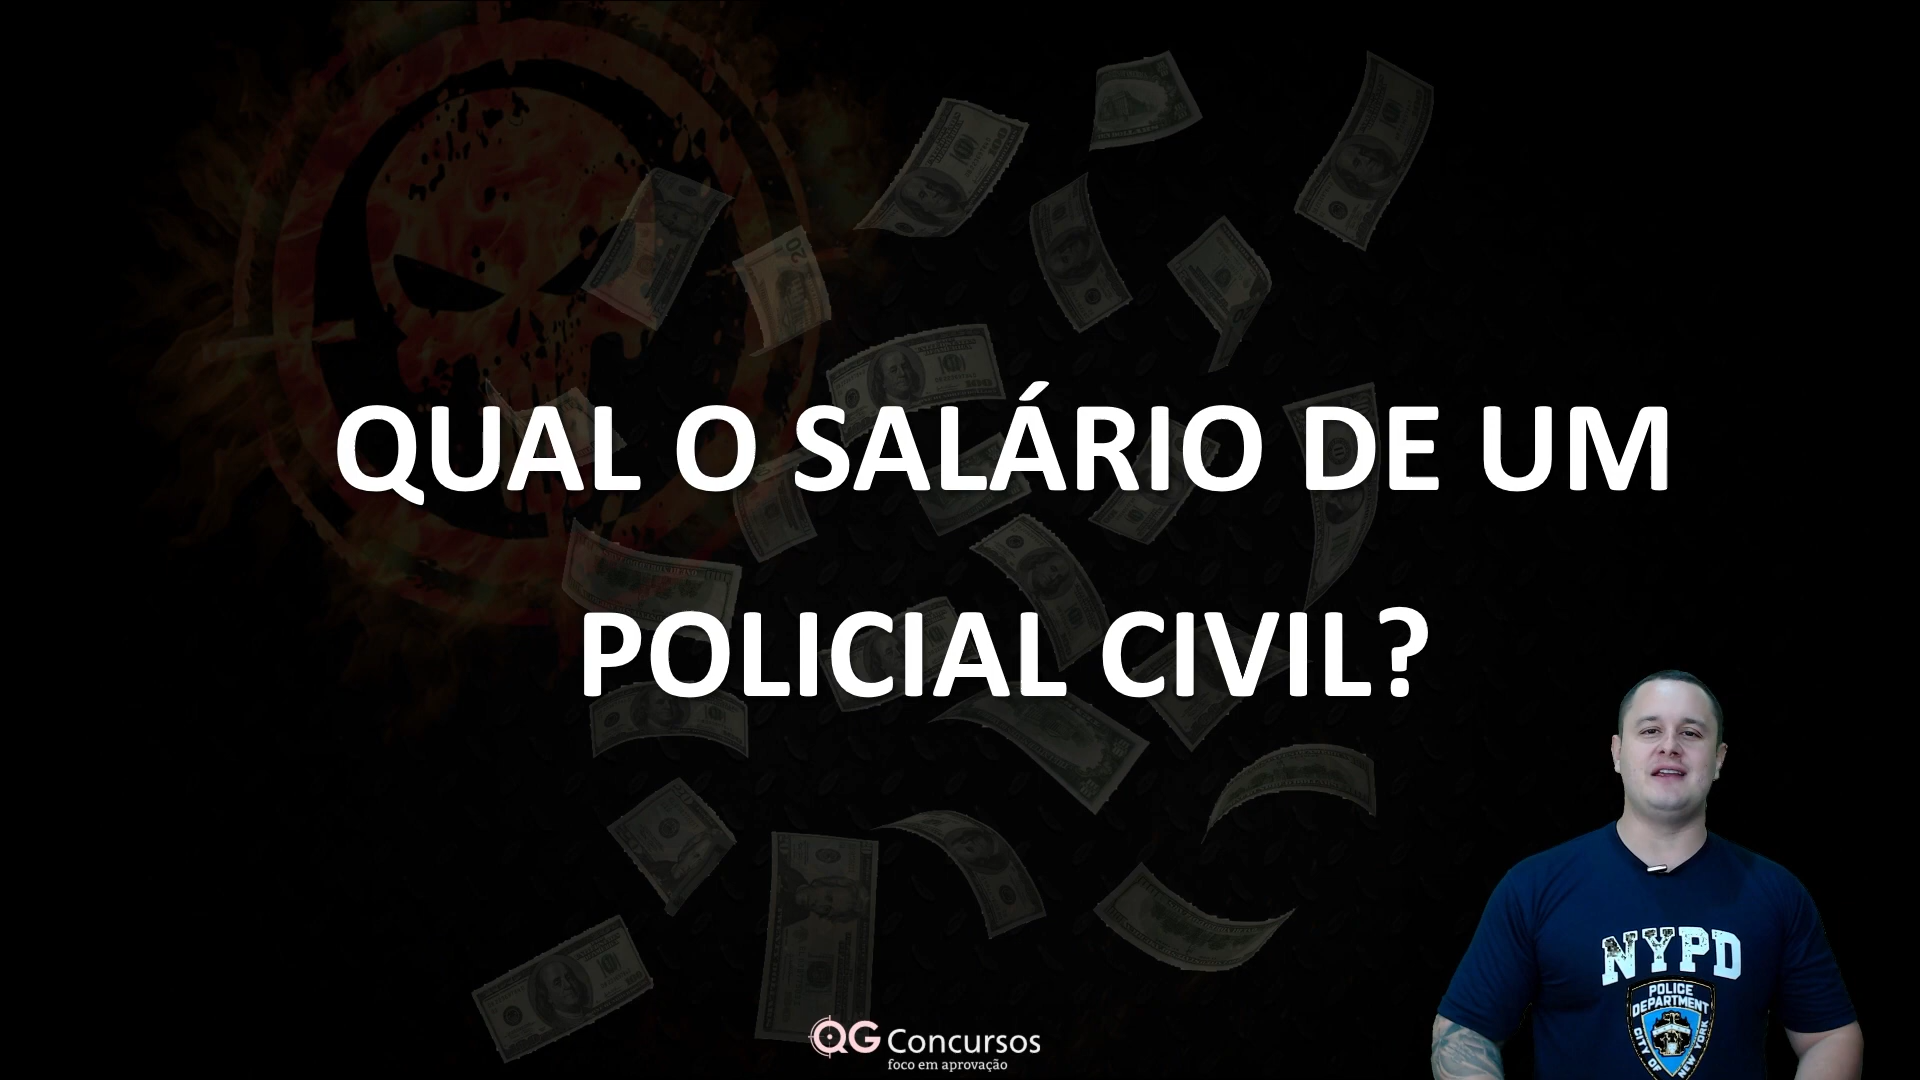 QUAL O SALÁRIO DE UM
POLICIAL CIVIL?
NYPD
POLICE
DEPARTMENT
CITY OF
NEW YORK
QG Concursos
foco em aprovação